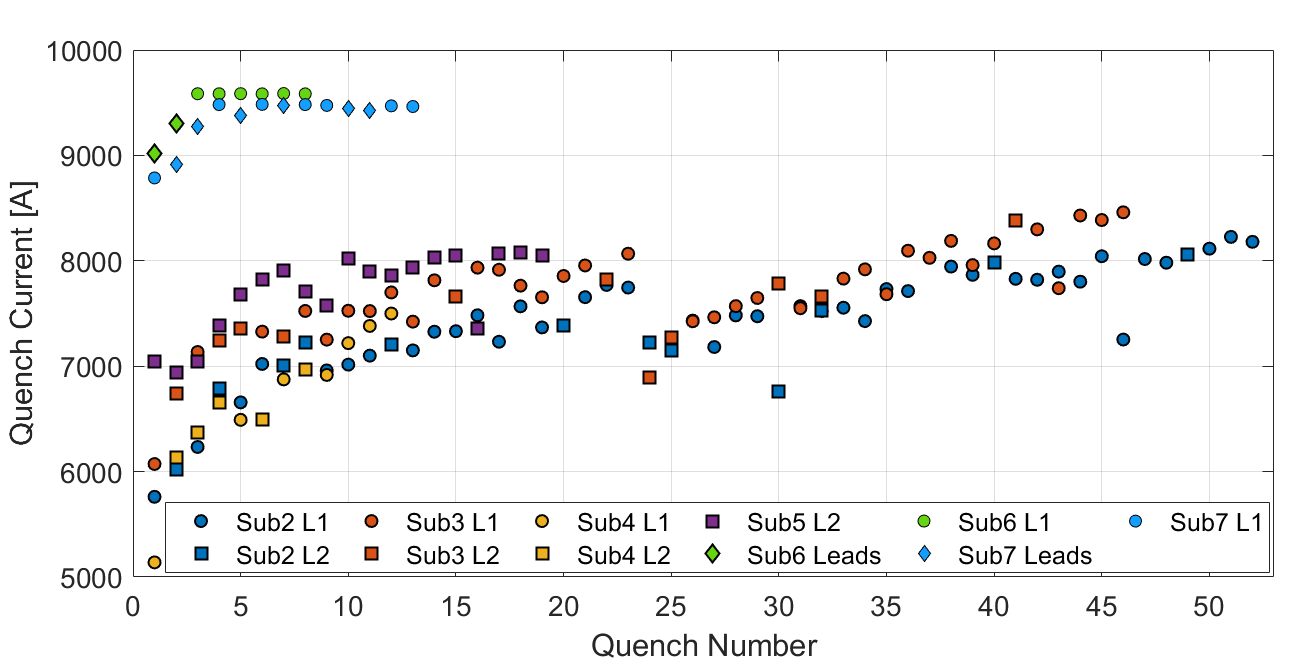 10000
9000
8000
7000
6000
5000
Quench Current [A]
Sub2 L1 Sub3 L1 Sub4 L1 Sub5 L2 Sub6 L1 Sub7 L1
Sub2 L2 Sub3 L2 Sub4 L2 Sub6 Leads Sub7 Leads
0 5 10 15 20 25 30 35 40 45 50
Quench Number